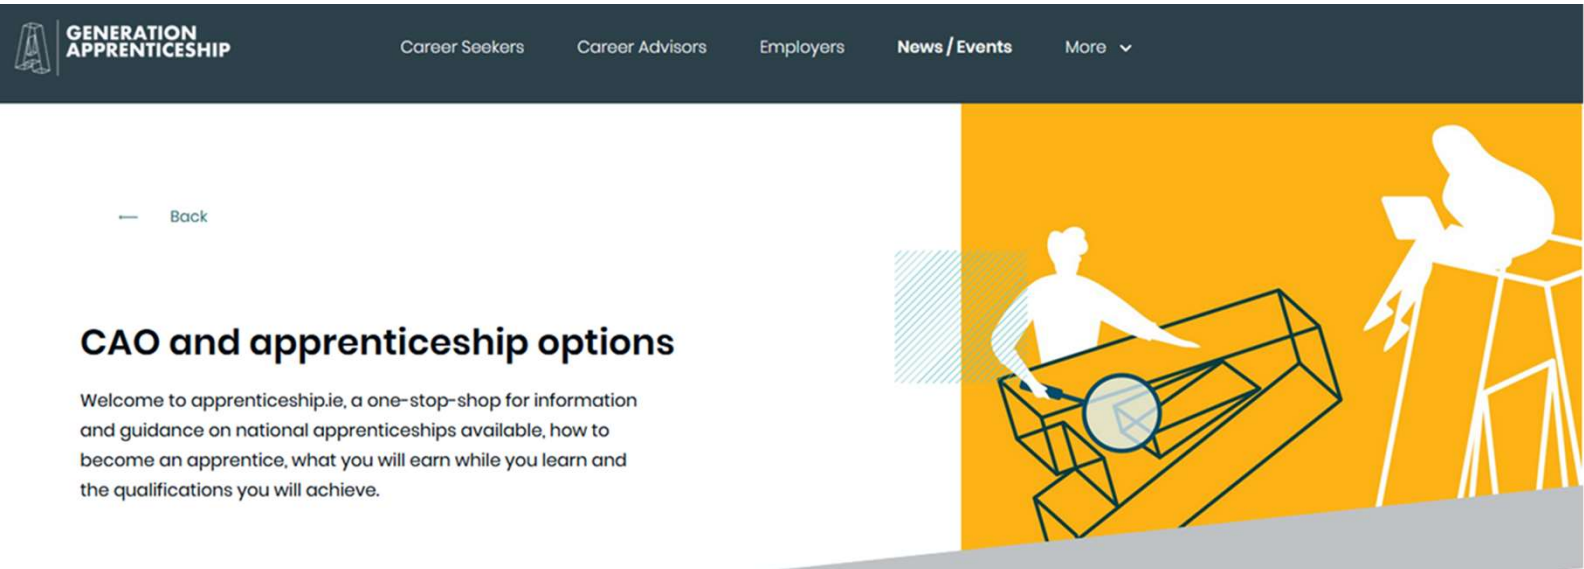 GENERATION
APPRENTICESHIP
Career Seekers
Career Advisors
Employers
News / Events
More
Back
CAO and apprenticeship options
Welcome to apprenticeship.ie, a one-stop-shop for information
and guidance on national apprenticeships available, how to
become an apprentice, what you will earn while you learn and
the qualifications you will achieve.